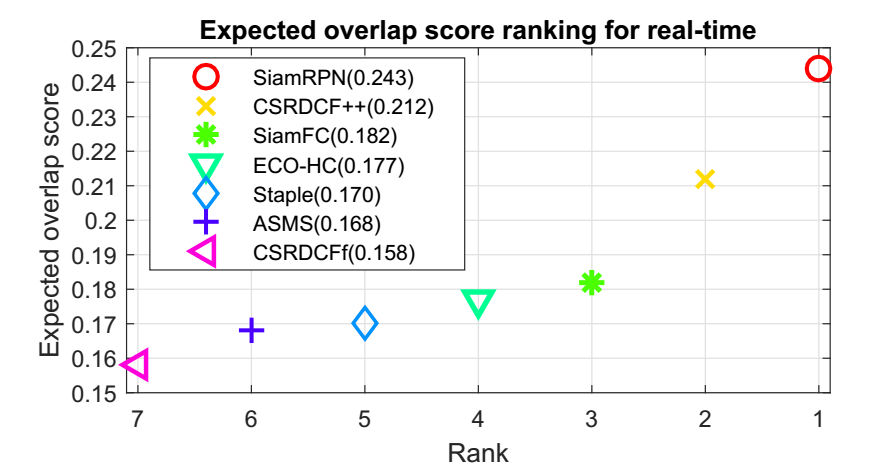 Expected overlap score ranking for real-time
Expected overlap score
0.25
0.24
0.23
0.22
0.21
0.2
0.19
0.18
0.17
0.16
0.15
SiamRPN(0.243)
CSRDCF++(0.212)
SiamFC(0.182)
ECO-HC(0.177)
Staple(0.170)
ASMS(0.168)
CSRDCFf(0.158)
7 6 5 4 3 2 1
Rank